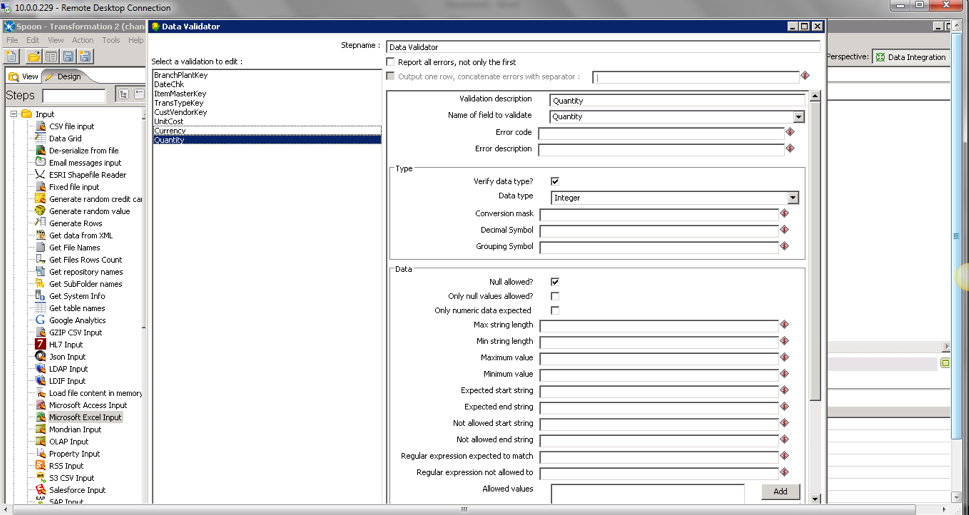 10.0.0.229 - Remote Desktop Connection
Spoon - Transformation 2 (chan
File Edit View Action Tools Help
View Design
Steps
Input
CSV file input
Data Grid
De-serialize from file
Email messages input
ESRI Shapefile Reader
Fixed file input
Generate random credit car
Generate random value
Generate Rows
Get data from XML
Get File Names
Get Files Rows Count
Get repository names
Get SubFolder names
Get System Info
Get table names
Google Analytics
GZIP CSV Input
HL7 Input
Json Input
LDAP Input
LDIF Input
Load file content in memory
Microsoft Access Input
Microsoft Excel Input
Mondrian Input
OLAP Input
Property Input
RSS Input
S3 CSV Input
Salesforce Input
SAP Input
Data Validator
Stepname : Data Validator
Select a validation to edit :
BranchPlantKey
DateChk
ItemMasterKey
TransTypeKey
CustVendorKey
UnitCost
Currency
Quantity
Report all errors, not only the first
Output one row, concatenate errors with separator :
Validation description Quantity
Name of field to validate Quantity
Error code
Error description
Type
Verify data type?
Data type Integer
Conversion mask
Decimal Symbol
Grouping Symbol
Data
Null allowed?
Only null values allowed?
Only numeric data expected
Max string length
Min string length
Maximum value
Minimum value
Expected start string
Expected end string
Not allowed start string
Not allowed end string
Regular expression expected to match
Regular expression not allowed to
Allowed values
Add
Perspective: Data Integration